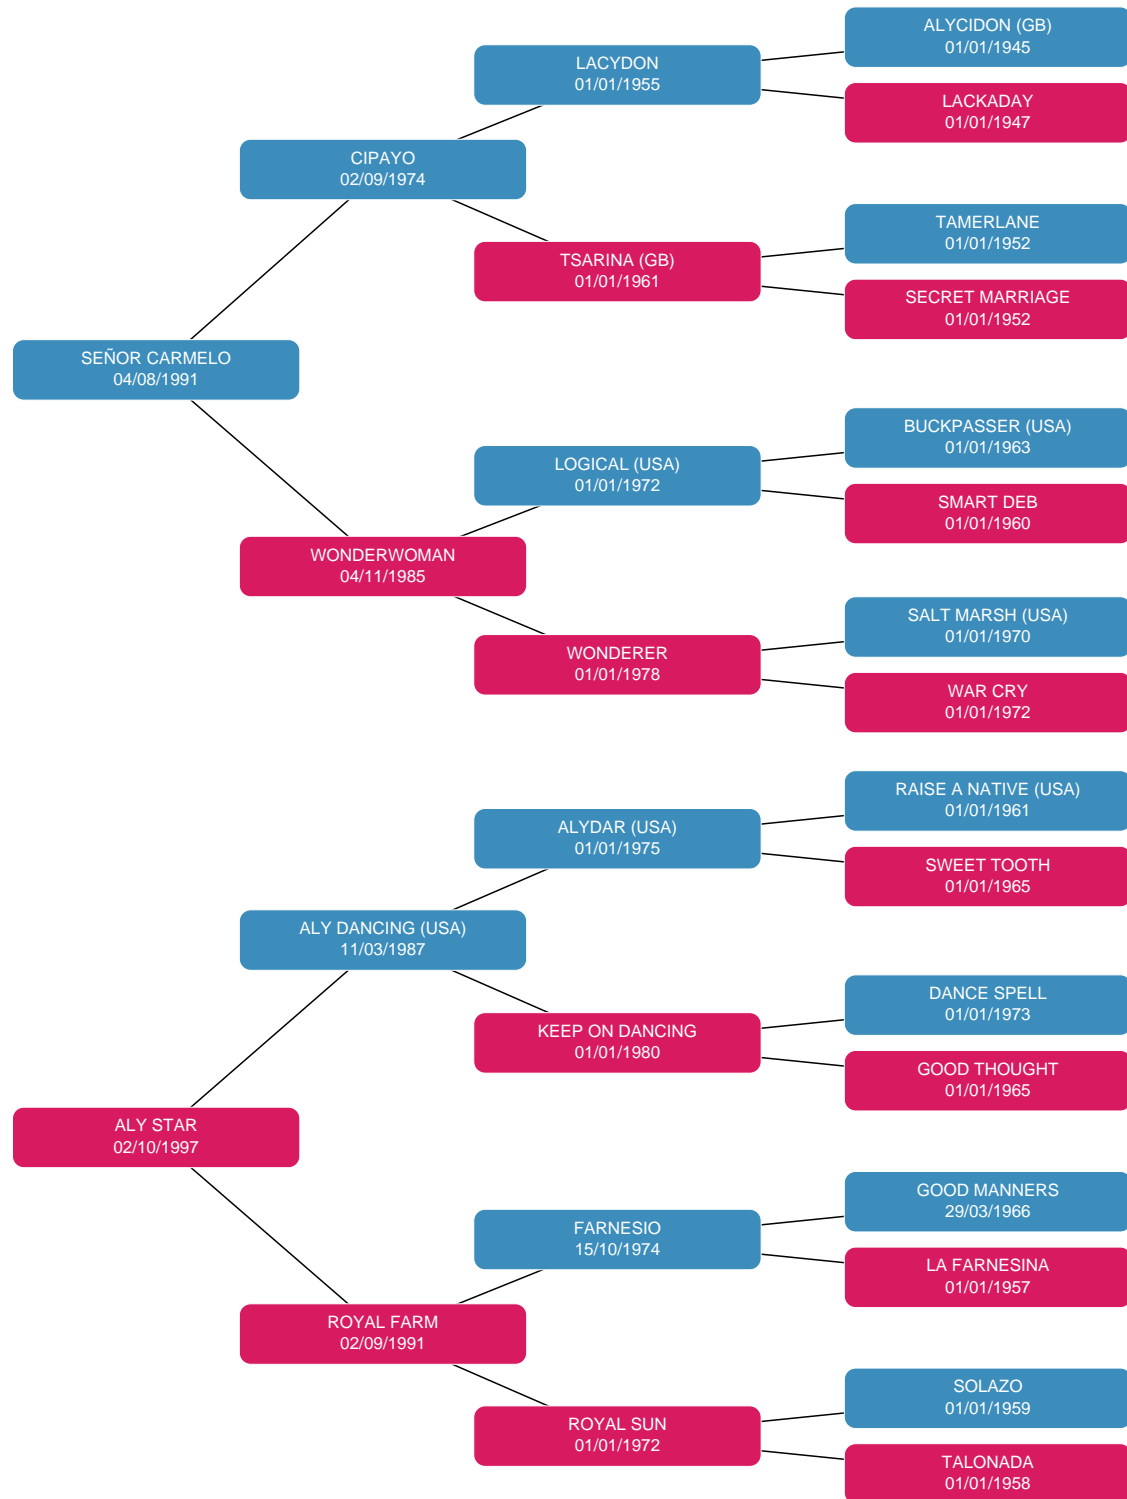 ALYCIDON (GB)
01/01/1945
LACYDON
01/01/1955
LACKADAY
01/01/1947
CIPAYO
02/09/1974
TAMERLANE
01/01/1952
TSARINA (GB)
01/01/1961
SECRET MARRIAGE
01/01/1952
SEÑOR CARMELO
04/08/1991
BUCKPASSER (USA)
01/01/1963
LOGICAL (USA)
01/01/1972
SMART DEB
01/01/1960
WONDERWOMAN
04/11/1985
SALT MARSH (USA)
01/01/1970
WONDERER
01/01/1978
WAR CRY
01/01/1972
RAISE A NATIVE (USA)
01/01/1961
ALYDAR (USA)
01/01/1975
SWEET TOOTH
01/01/1965
ALY DANCING (USA)
11/03/1987
DANCE SPELL
01/01/1973
KEEP ON DANCING
01/01/1980
GOOD THOUGHT
01/01/1965
ALY STAR
02/10/1997
GOOD MANNERS
29/03/1966
FARNESIO
15/10/1974
LA FARNESINA
01/01/1957
ROYAL FARM
02/09/1991
SOLAZO
01/01/1959
ROYAL SUN
01/01/1972
TALONADA
01/01/1958